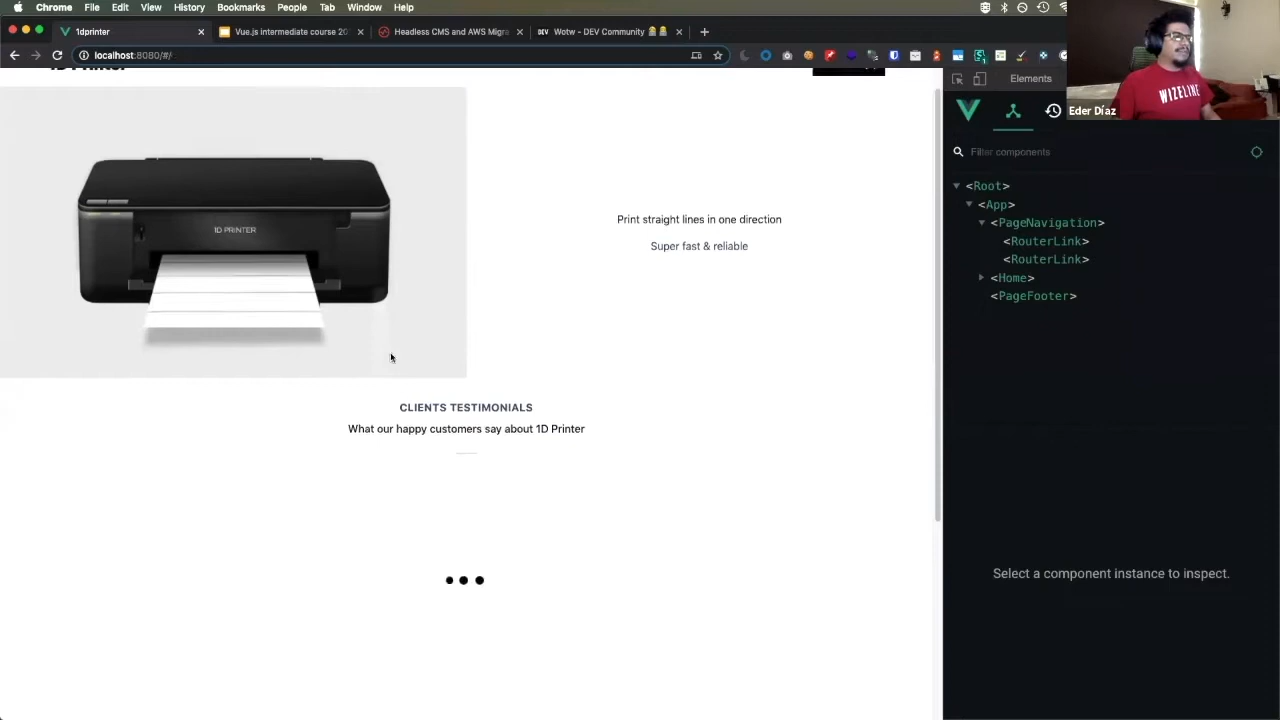 Chrome File Edit View History Bookmarks People Tab Window Help
1dprinter
Vue.js intermediate course 20
Headless CMS and AWS Migra
DEV Wotw - DEV Community
localhost:8080/#/
Elements
WIZELINE
Eder Díaz
Filter components
<Root>
<App>
<PageNavigation>
<RouterLink>
<RouterLink>
<Home>
<PageFooter>
Select a component instance to inspect.
1D PRINTER
Print straight lines in one direction
Super fast & reliable
CLIENTS TESTIMONIALS
What our happy customers say about 1D Printer